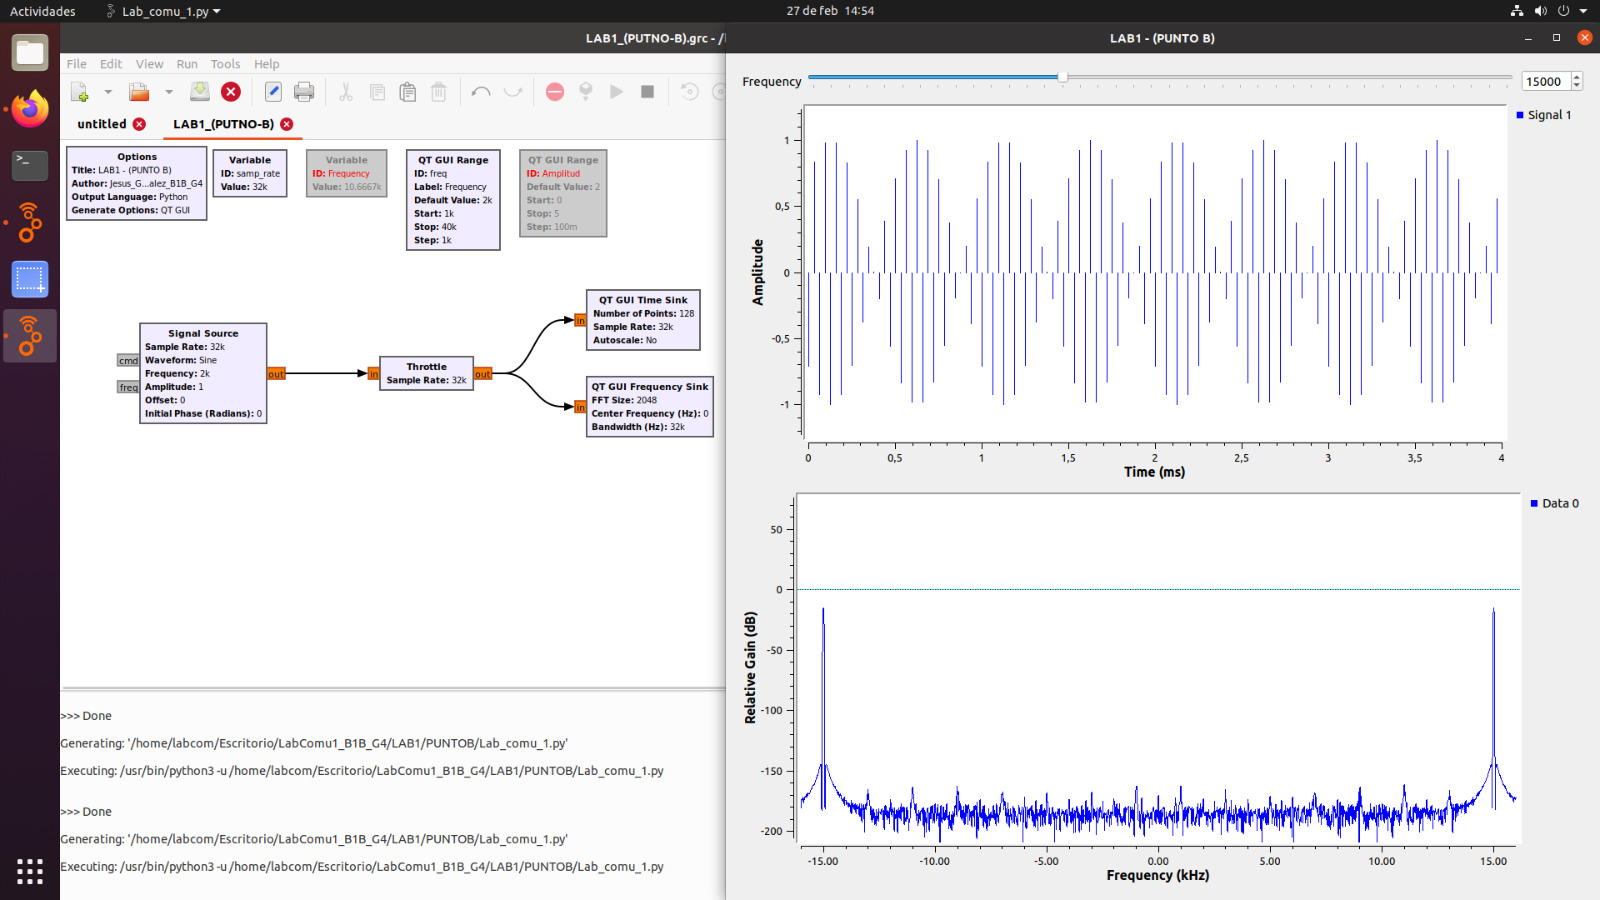 Actividades
Lab_comu_1.py
27 de feb 14:54
LAB1_(PUTNO-B).grc - /
LAB1 - (PUNTO B)
File Edit View Run Tools Help
untitled
LAB1_(PUTNO-B)
Options
Title: LAB1 - (PUNTO B)
Author: Jesus_G...alez_B1B_G4
Output Language: Python
Generate Options: QT GUI
Variable
ID: samp_rate
Value: 32k
Variable
ID: Frequency
Value: 10.6667k
QT GUI Range
ID: freq
Label: Frequency
Default Value: 2k
Start: 1k
Stop: 40k
Step: 1k
QT GUI Range
ID: Amplitud
Default Value: 2
Start: 0
Stop: 5
Step: 100m
Signal Source
Sample Rate: 32k
Waveform: Sine
Frequency: 2k
Amplitude: 1
Offset: 0
Initial Phase (Radians): 0
cmd
freq
out
in
Throttle
Sample Rate: 32k
out
in
QT GUI Time Sink
Number of Points: 128
Sample Rate: 32k
Autoscale: No
in
QT GUI Frequency Sink
FFT Size: 2048
Center Frequency (Hz): 0
Bandwidth (Hz): 32k
>>> Done
Generating: '/home/labcom/Escritorio/LabComu1_B1B_G4/LAB1/PUNTOB/Lab_comu_1.py'
Executing: /usr/bin/python3 -u /home/labcom/Escritorio/LabComu1_B1B_G4/LAB1/PUNTOB/Lab_comu_1.py
>>> Done
Generating: '/home/labcom/Escritorio/LabComu1_B1B_G4/LAB1/PUNTOB/Lab_comu_1.py'
Executing: /usr/bin/python3 -u /home/labcom/Escritorio/LabComu1_B1B_G4/LAB1/PUNTOB/Lab_comu_1.py
Frequency
15000
Signal 1
Amplitude
1
0,5
0
-0,5
-1
0 0,5 1 1,5 2 2,5 3 3,5 4
Time (ms)
Data 0
Relative Gain (dB)
50
0
-50
-100
-150
-200
-15.00 -10.00 -5.00 0.00 5.00 10.00 15.00
Frequency (kHz)